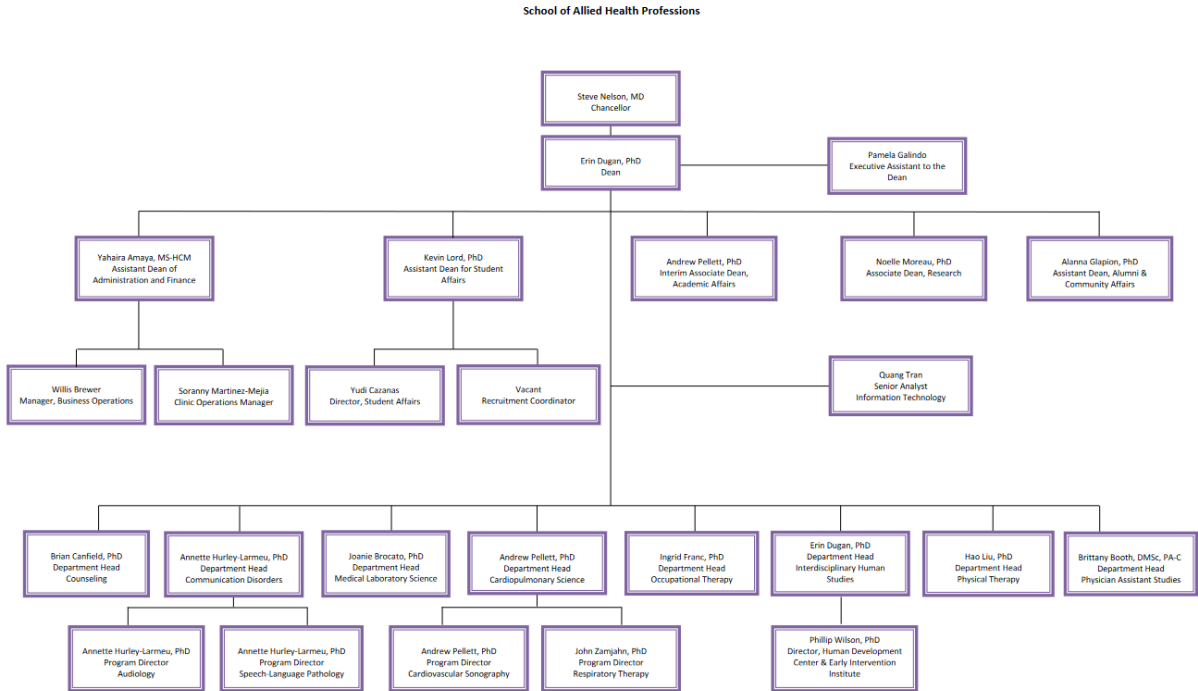 School of Allied Health Professions
Steve Nelson, MD
Chancellor
Erin Dugan, PhD
Dean
Pamela Galindo
Executive Assistant to the
Dean
Yahaira Amaya, MS-HCM
Assistant Dean of
Administration and Finance
Kevin Lord, PhD
Assistant Dean for Student
Affairs
Andrew Pellett, PhD
Interim Associate Dean,
Academic Affairs
Noelle Moreau, PhD
Associate Dean, Research
Alanna Glapion, PhD
Assistant Dean, Alumni &
Community Affairs
Willis Brewer
Manager, Business Operations
Soranny Martinez-Mejia
Clinic Operations Manager
Yudi Cazanas
Director, Student Affairs
Vacant
Recruitment Coordinator
Quang Tran
Senior Analyst
Information Technology
Brian Canfield, PhD
Department Head
Counseling
Annette Hurley-Larmeu, PhD
Department Head
Communication Disorders
Joanie Brocato, PhD
Department Head
Medical Laboratory Science
Andrew Pellett, PhD
Department Head
Cardiopulmonary Science
Ingrid Franc, PhD
Department Head
Occupational Therapy
Erin Dugan, PhD
Department Head
Interdisciplinary Human
Studies
Hao Liu, PhD
Department Head
Physical Therapy
Brittany Booth, DMSc, PA-C
Department Head
Physician Assistant Studies
Annette Hurley-Larmeu, PhD
Program Director
Audiology
Annette Hurley-Larmeu, PhD
Program Director
Speech-Language Pathology
Andrew Pellett, PhD
Program Director
Cardiovascular Sonography
John Zamjahn, PhD
Program Director
Respiratory Therapy
Phillip Wilson, PhD
Director, Human Development
Center & Early Intervention
Institute